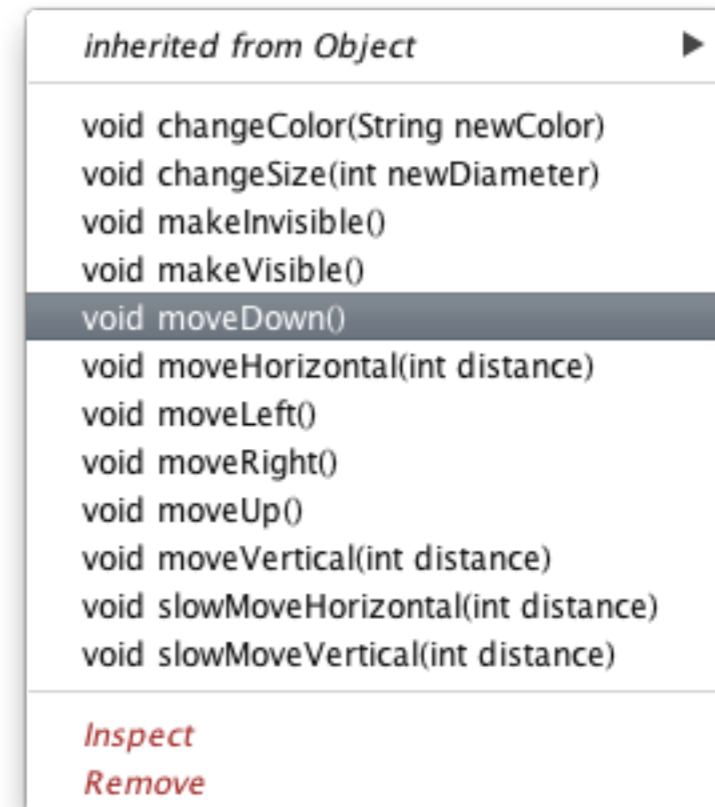 inherited from Object
void changeColor(String newColor)
void changeSize(int newDiameter)
void makeInvisible()
void makeVisible()
void moveDown()
void moveHorizontal(int distance)
void moveLeft()
void moveRight()
void moveUp()
void moveVertical(int distance)
void slowMoveHorizontal(int distance)
void slowMoveVertical(int distance)
Inspect
Remove